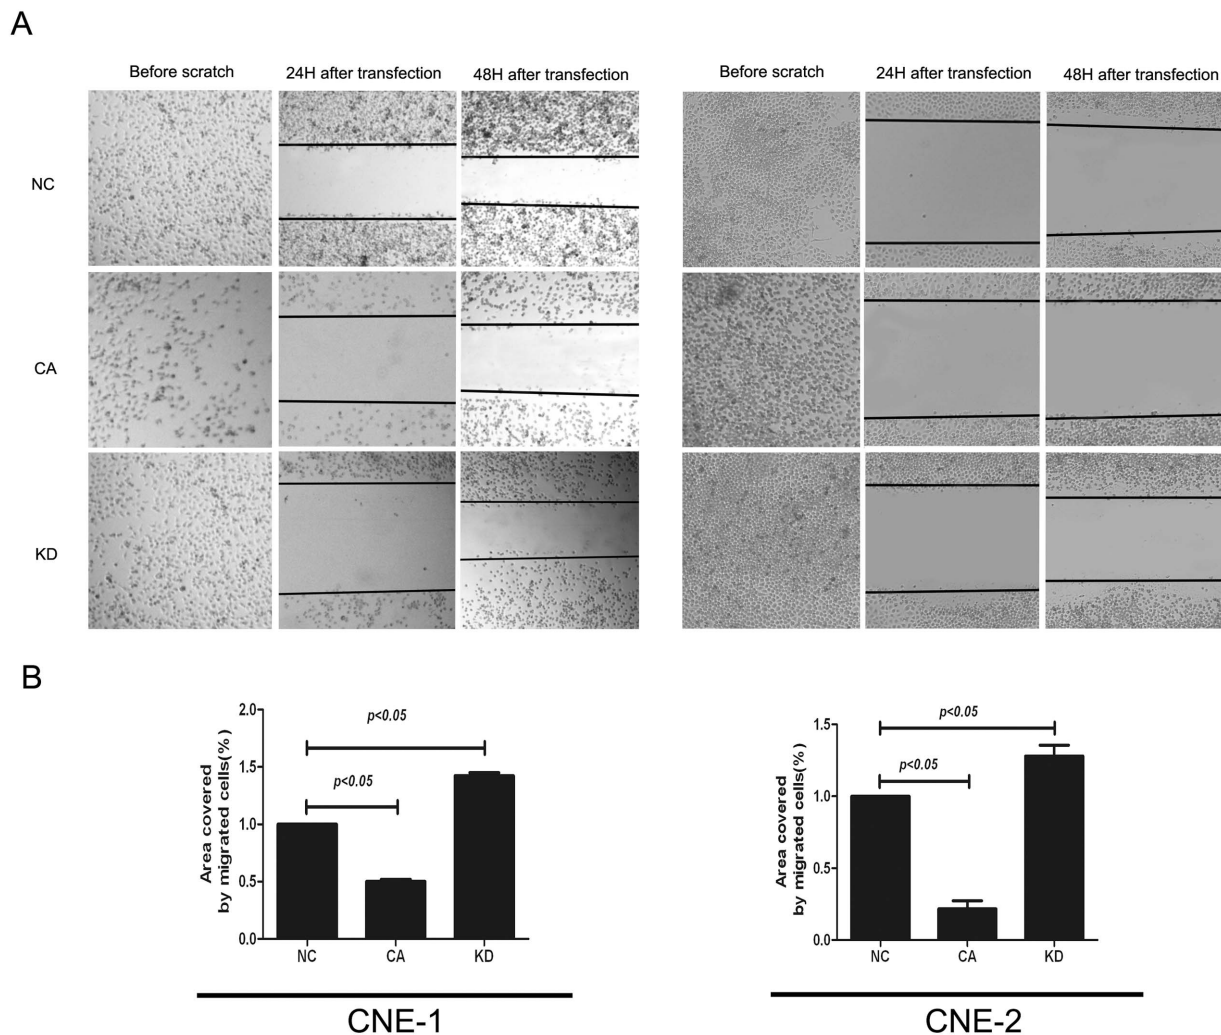 A
Before scratch 24H after transfection 48H after transfection
Before scratch 24H after transfection 48H after transfection
NC
CA
KD
B
Area covered
by migrated cells(%)
2.0
1.5
1.0
0.5
0.0
p<0.05
p<0.05
NC CA KD
CNE-1
Area covered
by migrated cells(%)
1.5
1.0
0.5
0.0
p<0.05
p<0.05
NC CA KD
CNE-2